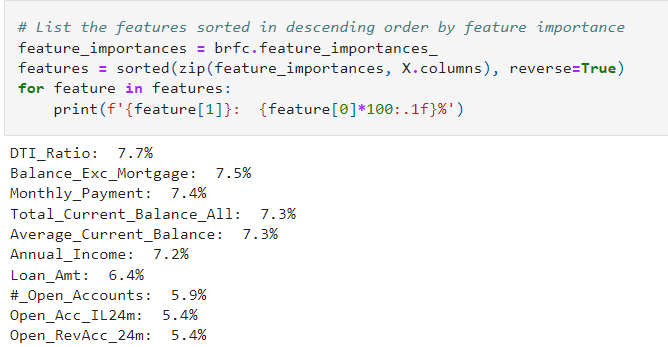 # List the features sorted in descending order by feature importance
feature_importances = brfc.feature_importances_
features = sorted(zip(feature_importances, X.columns), reverse=True)
for feature in features:
    print(f'{feature[1]}:  {feature[0]*100:.1f}%')
DTI_Ratio:  7.7%
Balance_Exc_Mortgage:  7.5%
Monthly_Payment:  7.4%
Total_Current_Balance_All:  7.3%
Average_Current_Balance:  7.3%
Annual_Income:  7.2%
Loan_Amt:  6.4%
#_Open_Accounts:  5.9%
Open_Acc_IL24m:  5.4%
Open_RevAcc_24m:  5.4%